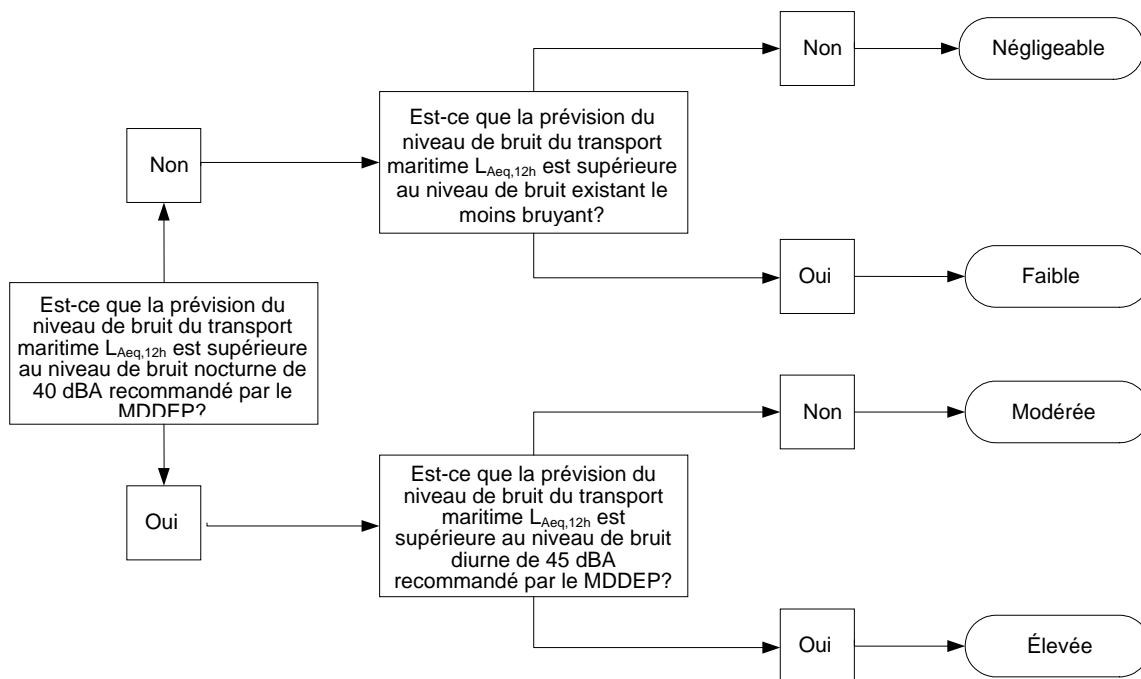 Non
Négligeable
Est-ce que la prévision du
niveau de bruit du transport
maritime LAeq,12h est supérieure
au niveau de bruit existant le
moins bruyant?
Non
Oui
Faible
Est-ce que la prévision du
niveau de bruit du transport
maritime LAeq,12h est supérieure
au niveau de bruit nocturne de
40 dBA recommandé par le
MDDEP?
Non
Modérée
Oui
Est-ce que la prévision du
niveau de bruit du transport
maritime LAeq,12h est
supérieure au niveau de bruit
diurne de 45 dBA
recommandé par le MDDEP?
Oui
Élevée